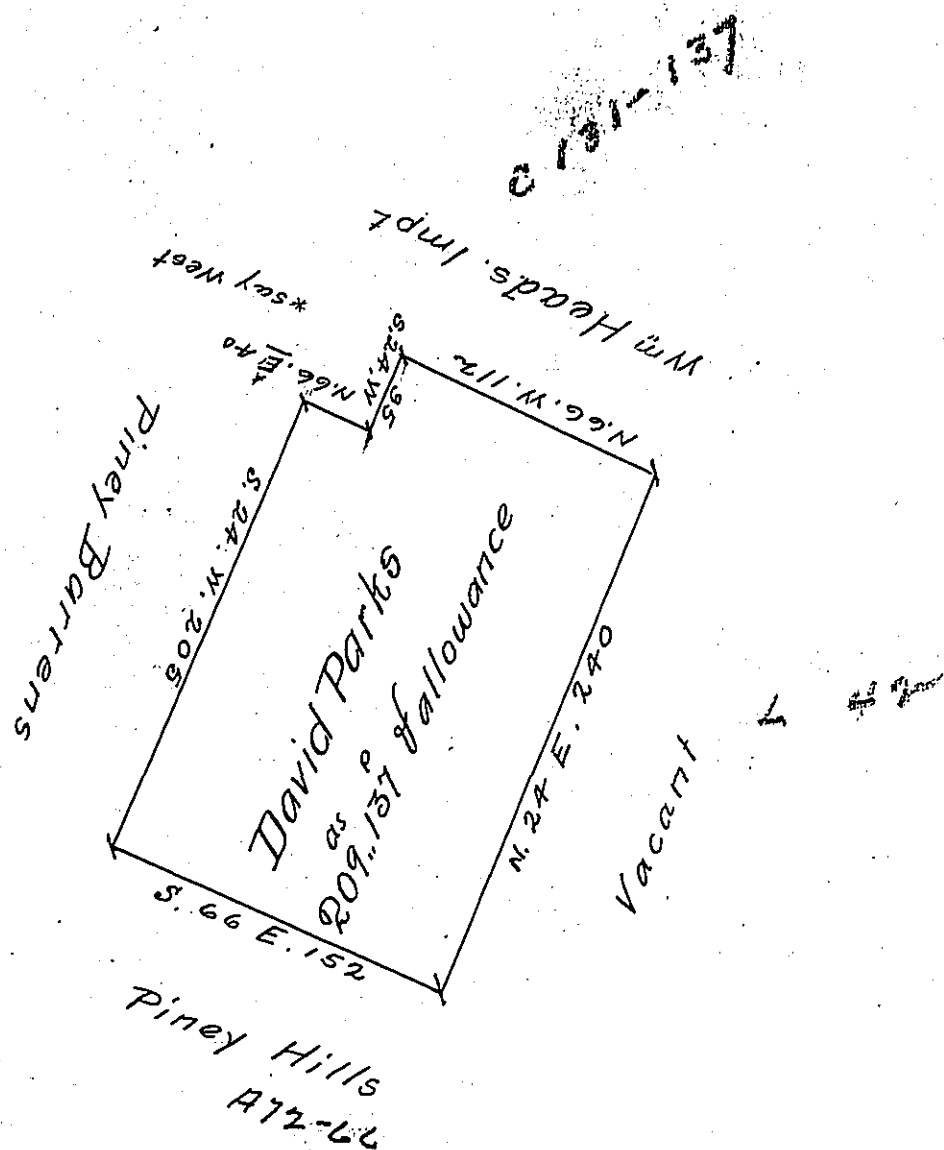 C 131-137
Wm Heads. Impt
*say West
N.66.E* 40
S.24.W 35
N.66.W.112
Piney Barrens
S.24.W.205
David Parks
as p
209..137 & allowance
N. 24 E. 240
Vacant
S. 66 E. 152
Piney Hills
A72-66